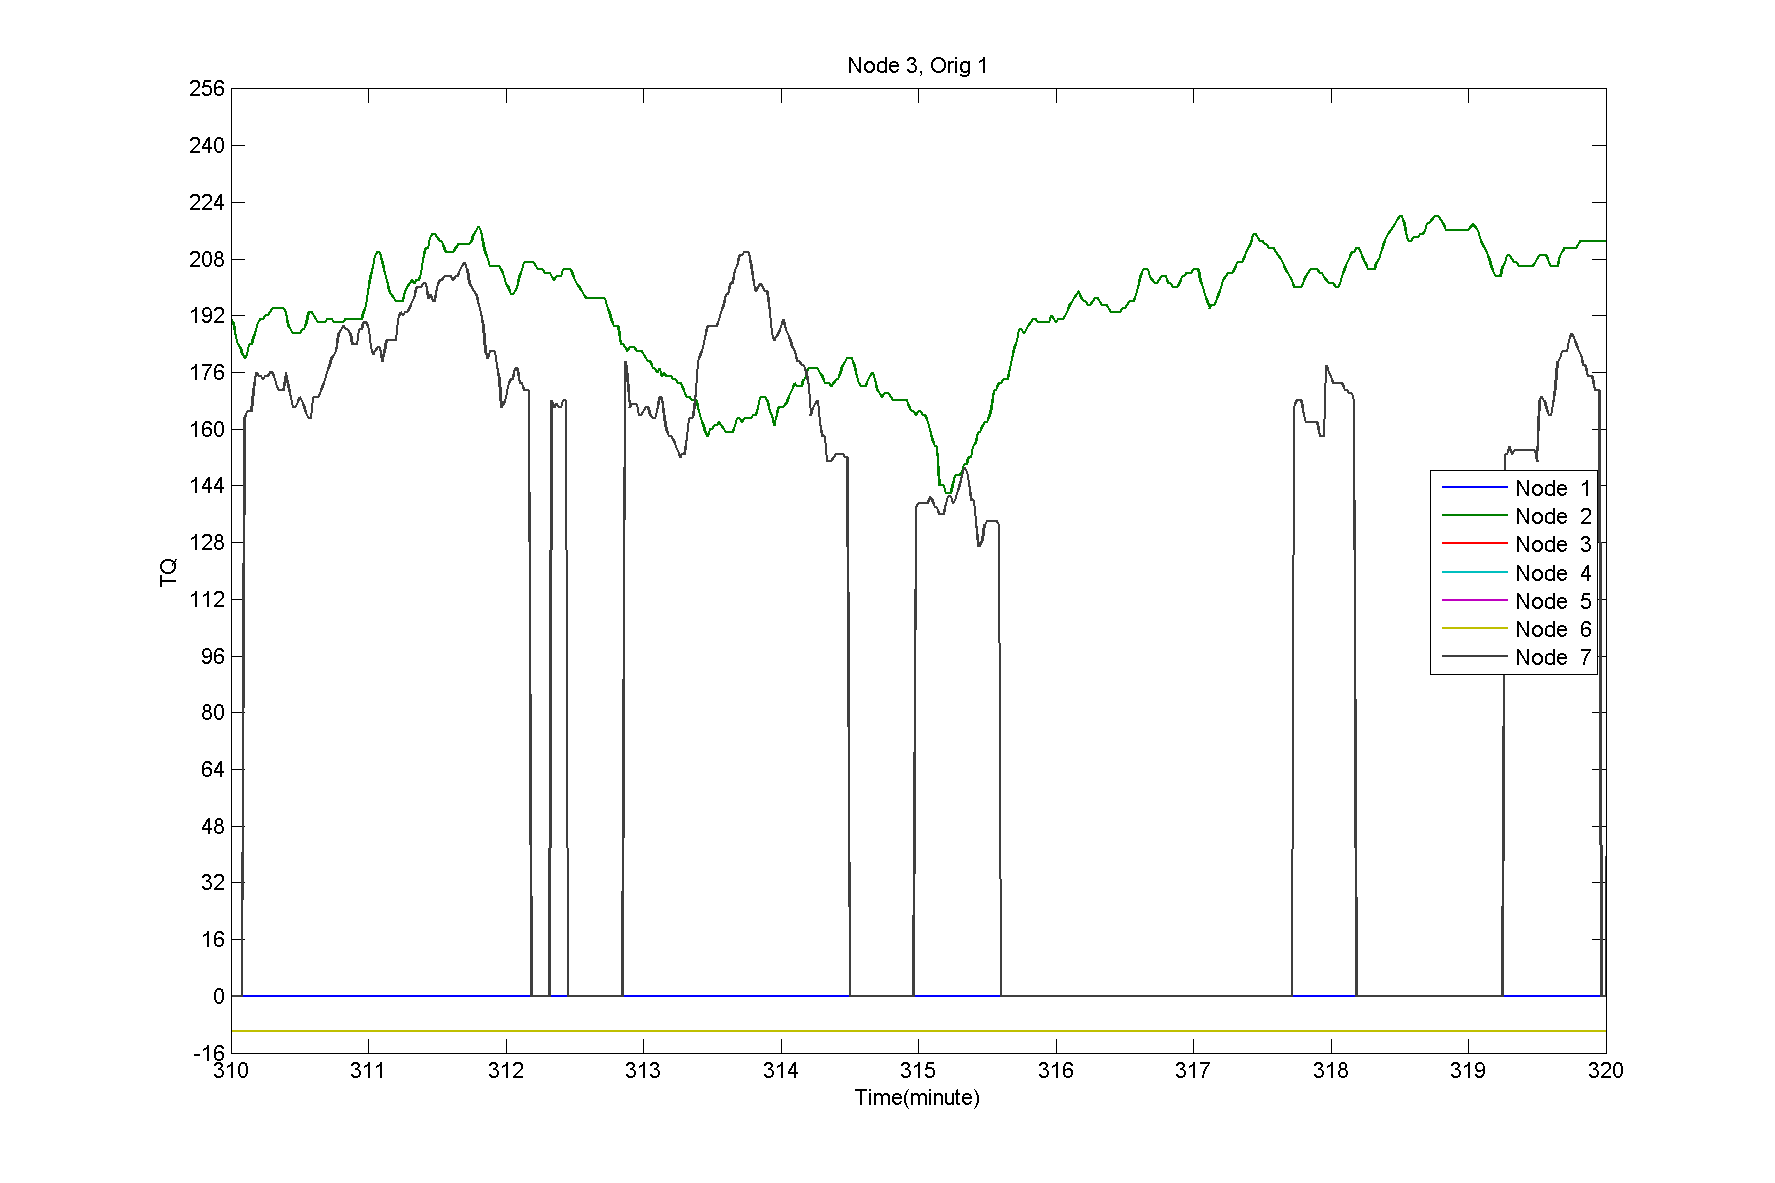 Node 3, Orig 1
256
240
224
208
192
176
160
144
128
112
96
80
64
48
32
16
0
-16
TQ
Node 1
Node 2
Node 3
Node 4
Node 5
Node 6
Node 7
310 311 312 313 314 315 316 317 318 319 320
Time(minute)